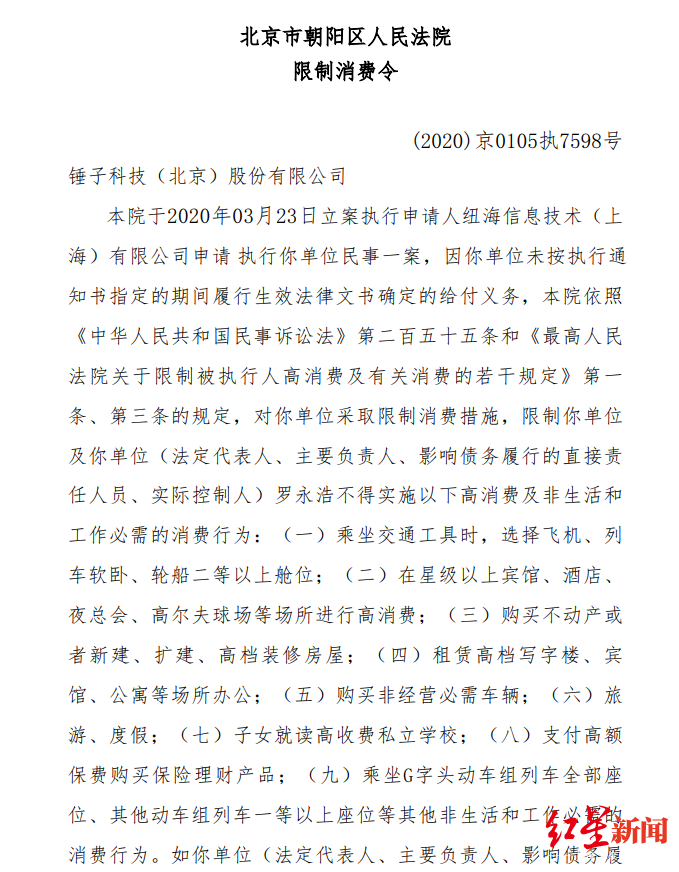 北京市朝阳区人民法院
限制消费令
(2020)京0105执7598号
锤子科技（北京）股份有限公司
本院于2020年03月23日立案执行申请人纽海信息技术（上
海）有限公司申请 执行你单位民事一案，因你单位未按执行通
知书指定的期间履行生效法律文书确定的给付义务，本院依照
《中华人民共和国民事诉讼法》第二百五十五条和《最高人民
法院关于限制被执行人高消费及有关消费的若干规定》第一
条、第三条的规定，对你单位采取限制消费措施，限制你单位
及你单位（法定代表人、主要负责人、影响债务履行的直接责
任人员、实际控制人）罗永浩不得实施以下高消费及非生活和
工作必需的消费行为：（一）乘坐交通工具时，选择飞机、列
车软卧、轮船二等以上舱位；（二）在星级以上宾馆、酒店、
夜总会、高尔夫球场等场所进行高消费；（三）购买不动产或
者新建、扩建、高档装修房屋；（四）租赁高档写字楼、宾
馆、公寓等场所办公；（五）购买非经营必需车辆；（六）旅
游、度假；（七）子女就读高收费私立学校；（八）支付高额
保费购买保险理财产品；（九）乘坐G字头动车组列车全部座
位、其他动车组列车一等以上座位等其他非生活和工作必需的
消费行为。如你单位（法定代表人、主要负责人、影响债务履
红星新闻